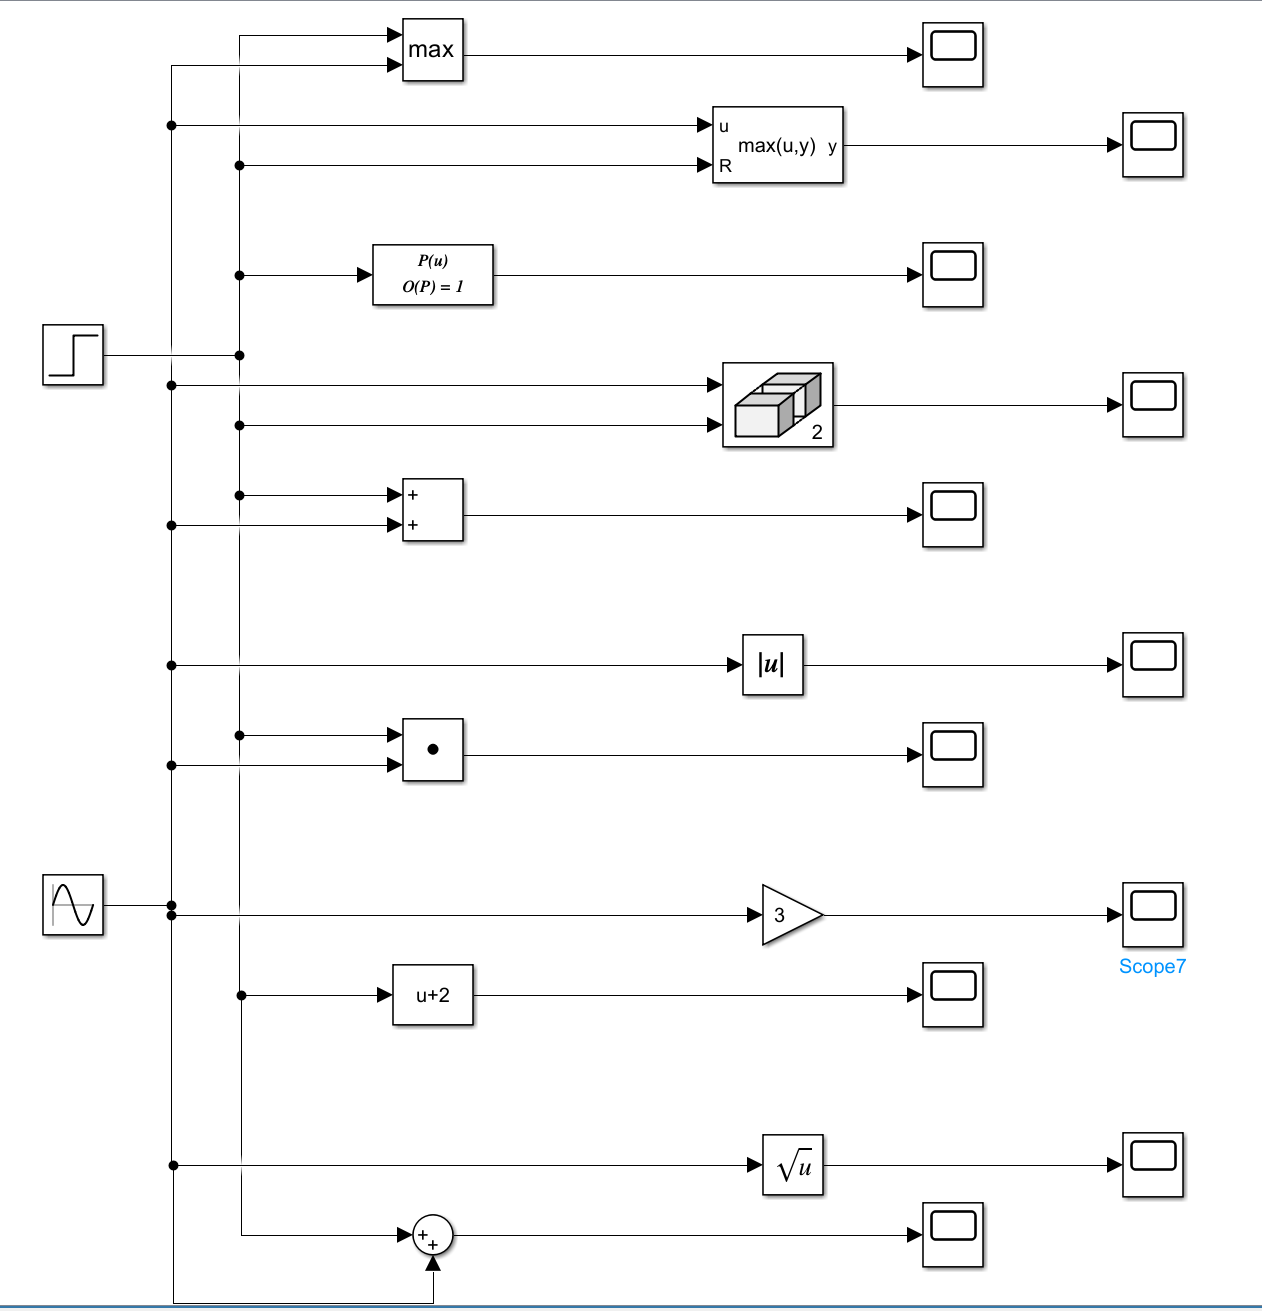 max
u
max(u,y) y
R
P(u)
O(P) = 1
2
+
+
|u|
3
Scope7
u+2
√u
+
+